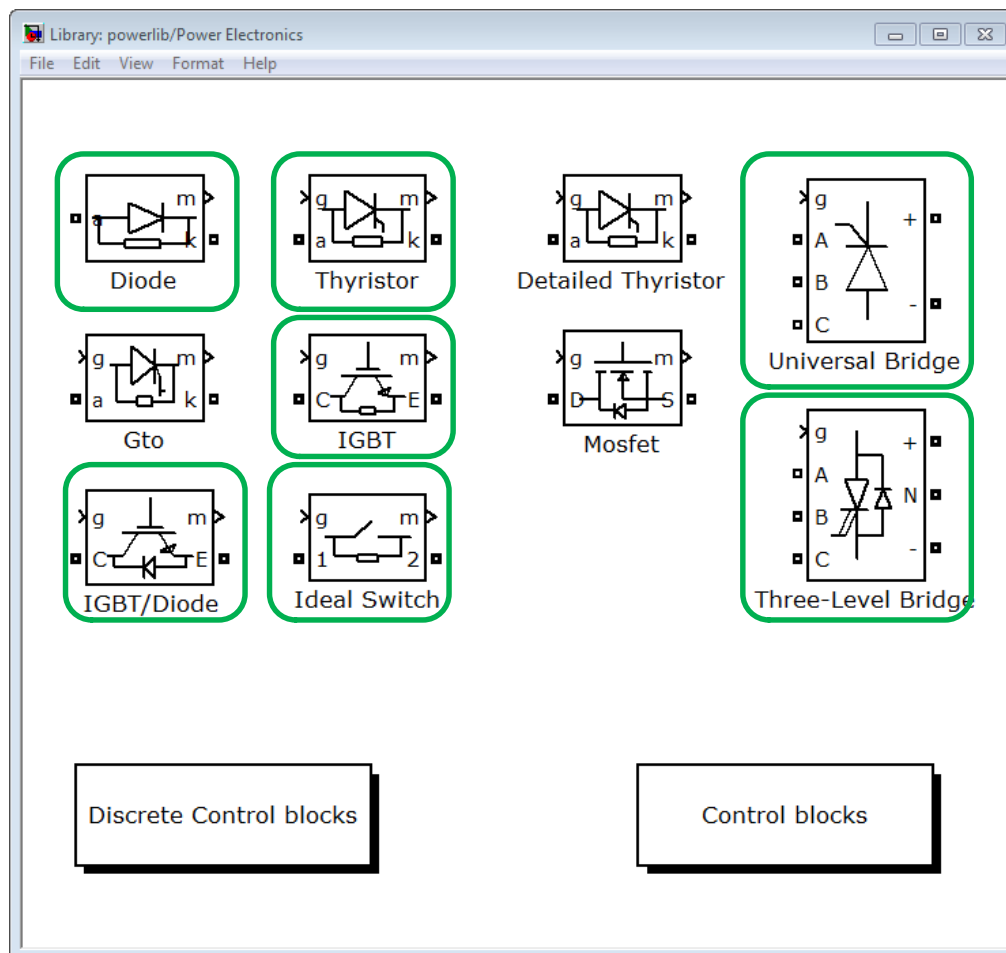 Library: powerlib/Power Electronics
File Edit View Format Help
m
a
k
Diode
g m
a k
Thyristor
g m
a k
Detailed Thyristor
g
+
A
B
-
C
Universal Bridge
g m
a k
Gto
g m
C E
IGBT
g m
D S
Mosfet
g
+
A
N
B
-
C
Three-Level Bridge
g m
C E
IGBT/Diode
g m
1 2
Ideal Switch
Discrete Control blocks
Control blocks